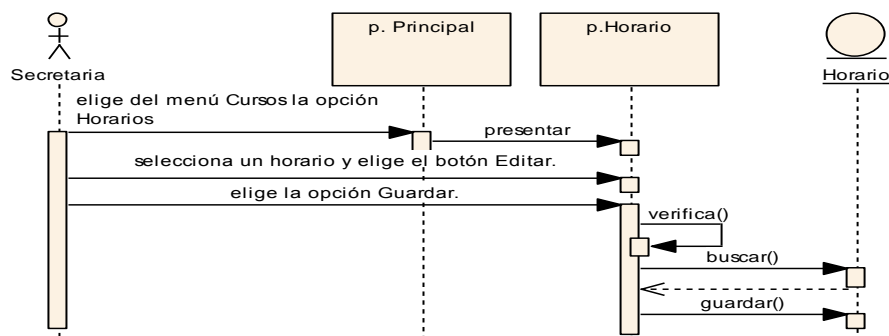 p. Principal
p.Horario
Secretaria
Horario
elige del menú Cursos la opción
Horarios
presentar
selecciona un horario y elige el botón Editar.
elige la opción Guardar.
verifica()
buscar()
guardar()